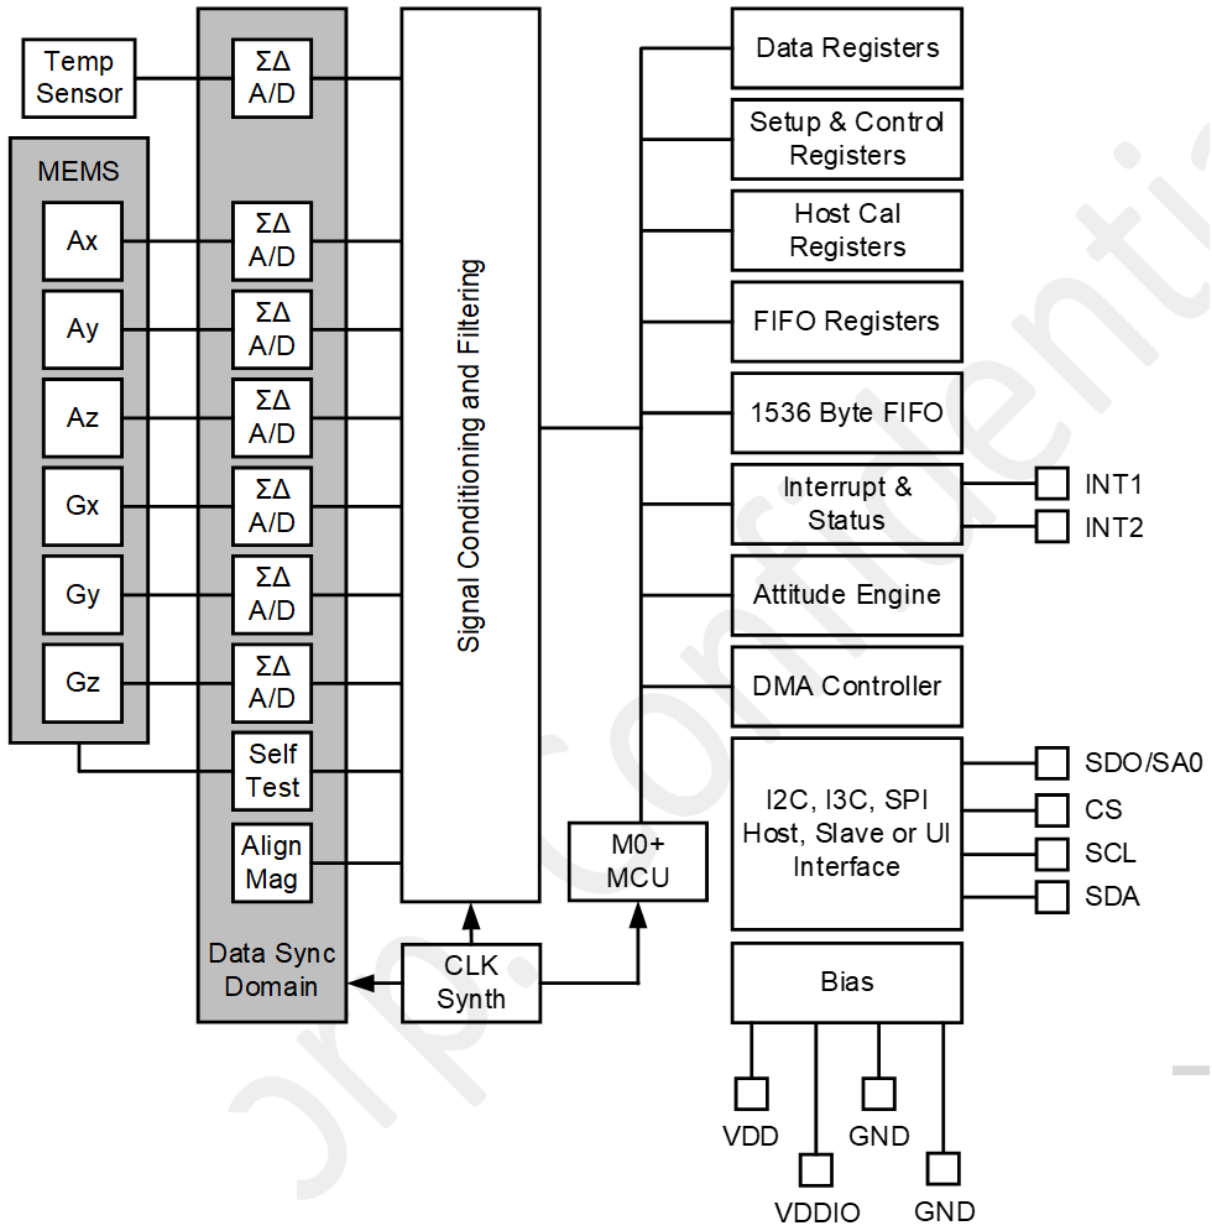 Temp
Sensor
MEMS
Ax
Ay
Az
Gx
Gy
Gz
ΣΔ
A/D
ΣΔ
A/D
ΣΔ
A/D
ΣΔ
A/D
ΣΔ
A/D
ΣΔ
A/D
ΣΔ
A/D
Self
Test
Align
Mag
Data Sync
Domain
Signal Conditioning and Filtering
CLK
Synth
M0+
MCU
Data Registers
Setup & Control
Registers
Host Cal
Registers
FIFO Registers
1536 Byte FIFO
Interrupt &
Status
INT1
INT2
Attitude Engine
DMA Controller
I2C, I3C, SPI
Host, Slave or UI
Interface
SDO/SA0
CS
SCL
SDA
Bias
VDD
GND
VDDIO
GND
orp. Confidentia